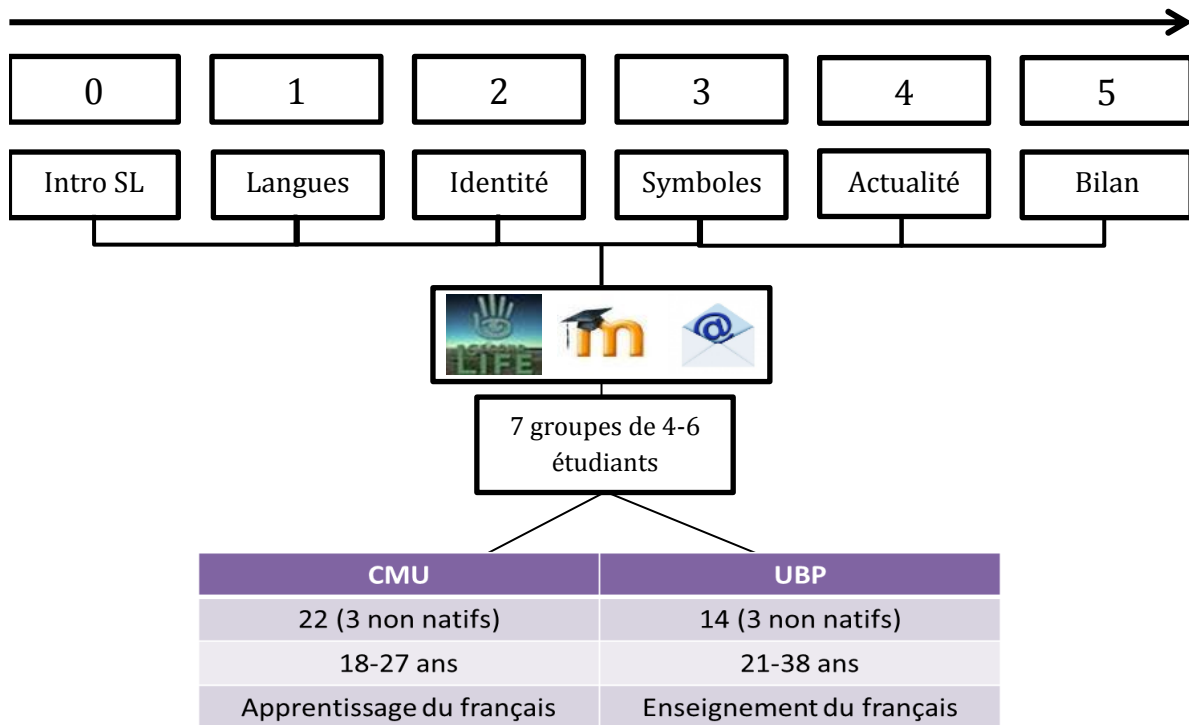 0 1 2 3 4 5
Intro SL Langues Identité Symboles Actualité Bilan
SECOND
LIFE
m @
7 groupes de 4-6
étudiants
CMU UBP
22 (3 non natifs) 14 (3 non natifs)
18-27 ans 21-38 ans
Apprentissage du français Enseignement du français